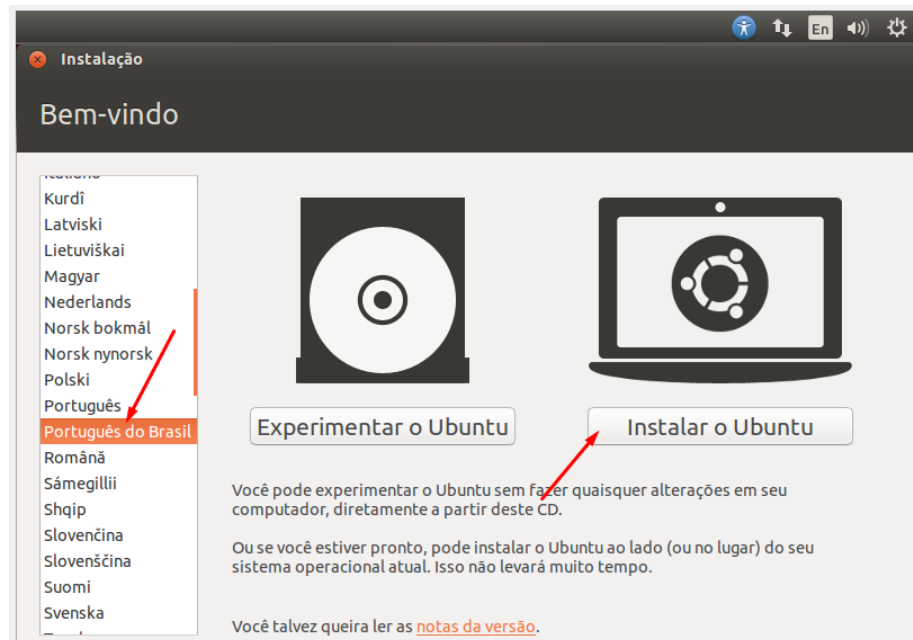 En
Instalação
Bem-vindo
Kurdî
Latviski
Lietuviškai
Magyar
Nederlands
Norsk bokmål
Norsk nynorsk
Polski
Português
Português do Brasil
Română
Sámegillii
Shqip
Slovenčina
Slovenščina
Suomi
Svenska
Experimentar o Ubuntu
Instalar o Ubuntu
Você pode experimentar o Ubuntu sem fazer quaisquer alterações em seu
computador, diretamente a partir deste CD.
Ou se você estiver pronto, pode instalar o Ubuntu ao lado (ou no lugar) do seu
sistema operacional atual. Isso não levará muito tempo.
Você talvez queira ler as notas da versão.